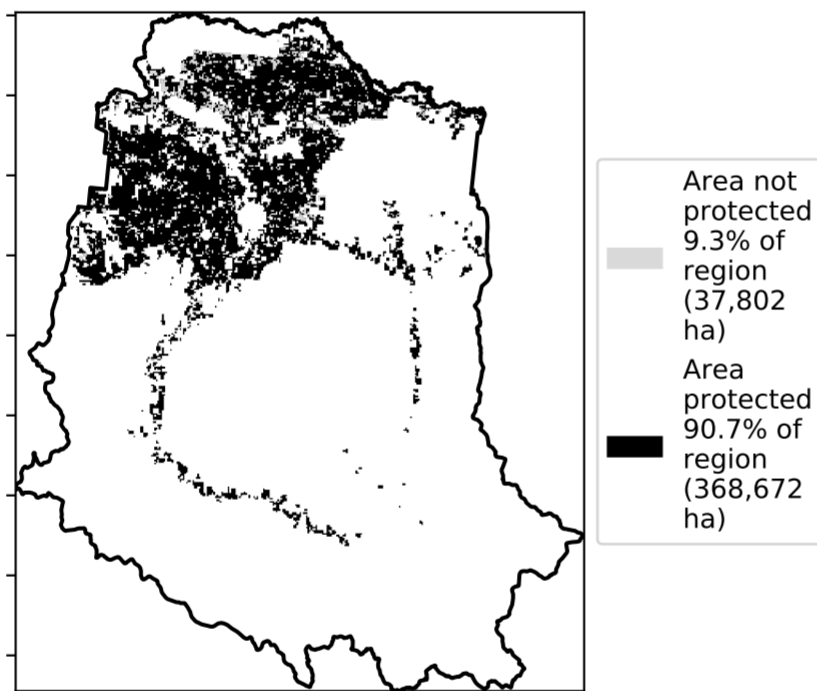 Area not
protected
9.3% of
region
(37,802
ha)
Area
protected
90.7% of
region
(368,672
ha)